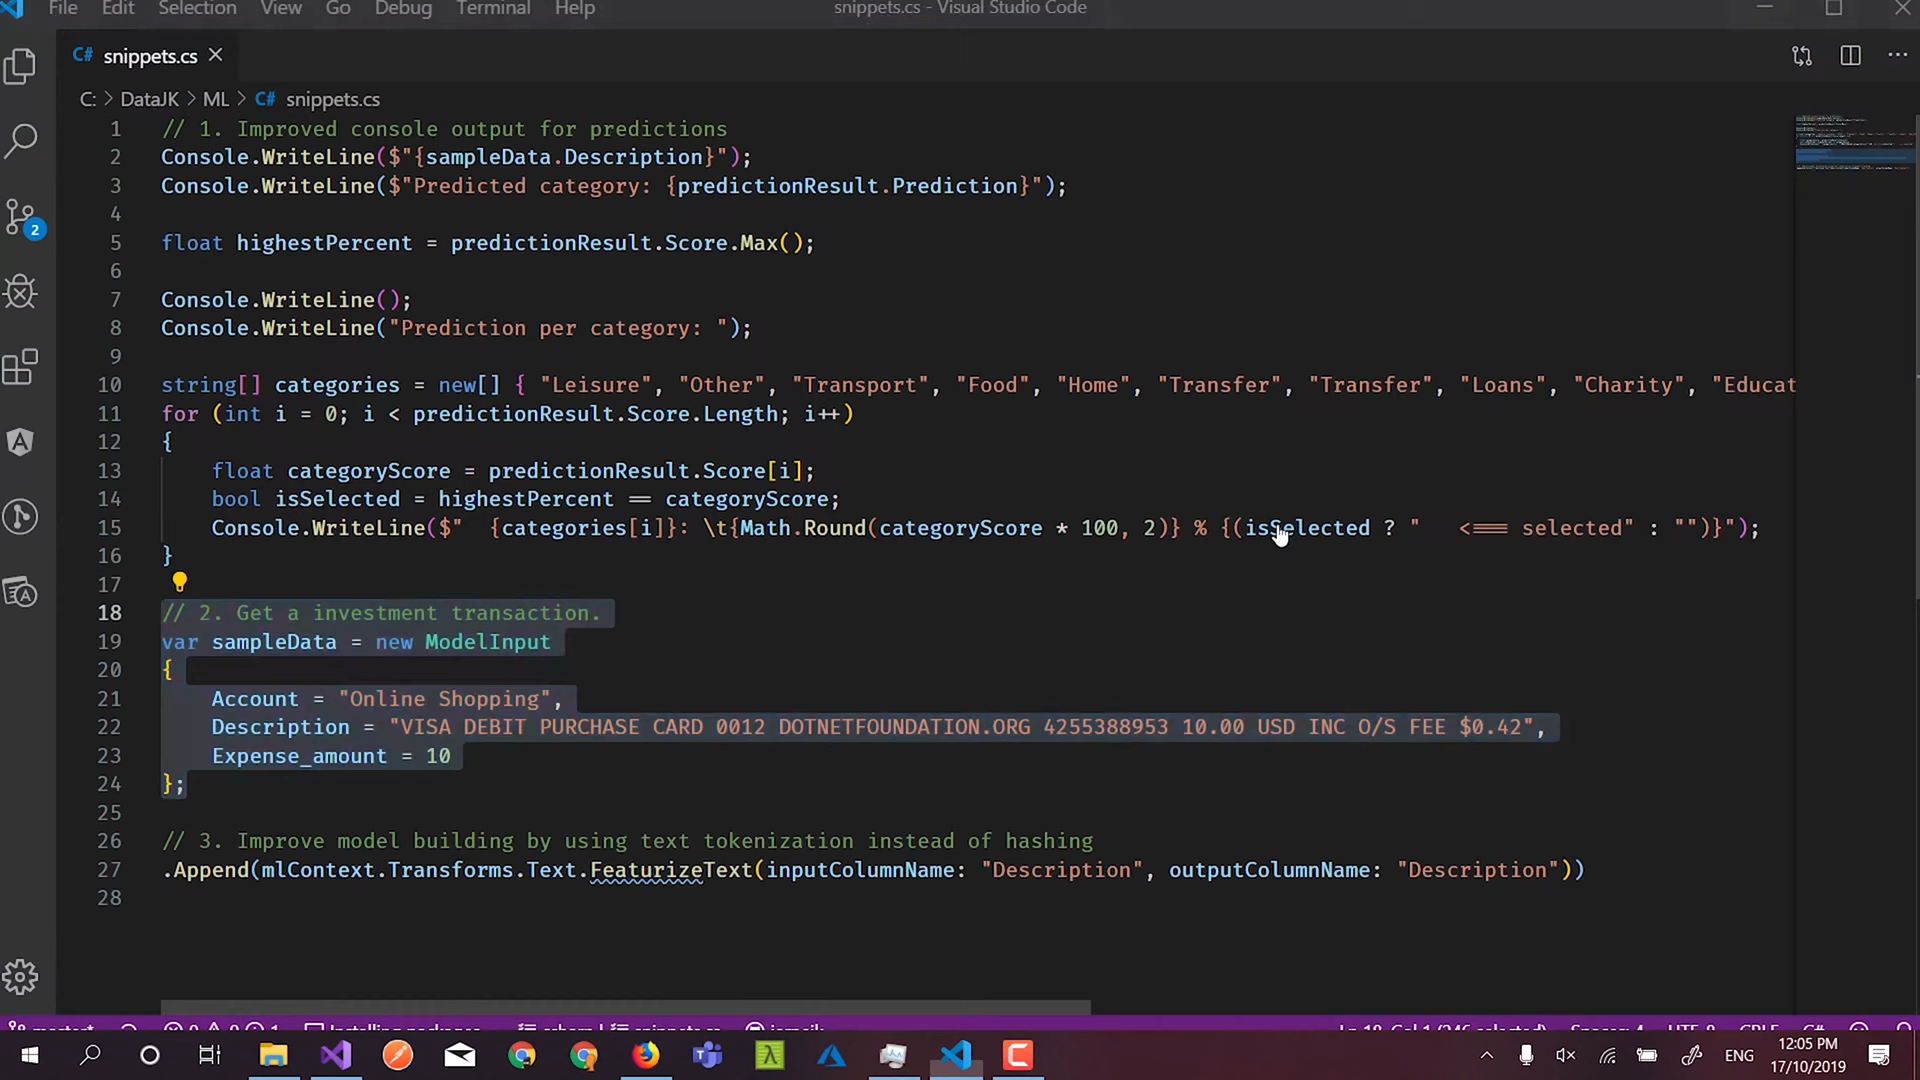 File Edit Selection View Go Debug Terminal Help snippets.cs - Visual Studio Code
C# snippets.cs
C: > DataJK > ML > C# snippets.cs
1 // 1. Improved console output for predictions
2 Console.WriteLine($"{sampleData.Description}");
3 Console.WriteLine($"Predicted category: {predictionResult.Prediction}");
4
5 float highestPercent = predictionResult.Score.Max();
6
7 Console.WriteLine();
8 Console.WriteLine("Prediction per category: ");
9
10 string[] categories = new[] { "Leisure", "Other", "Transport", "Food", "Home", "Transfer", "Transfer", "Loans", "Charity", "Educat
11 for (int i = 0; i < predictionResult.Score.Length; i++)
12 {
13 float categoryScore = predictionResult.Score[i];
14 bool isSelected = highestPercent == categoryScore;
15 Console.WriteLine($"  {categories[i]}: \t{Math.Round(categoryScore * 100, 2)} % {(isSelected ? "   <=== selected" : "")}");
16 }
17
18 // 2. Get a investment transaction.
19 var sampleData = new ModelInput
20 {
21 Account = "Online Shopping",
22 Description = "VISA DEBIT PURCHASE CARD 0012 DOTNETFOUNDATION.ORG 4255388953 10.00 USD INC O/S FEE $0.42",
23 Expense_amount = 10
24 };
25
26 // 3. Improve model building by using text tokenization instead of hashing
27 .Append(mlContext.Transforms.Text.FeaturizeText(inputColumnName: "Description", outputColumnName: "Description"))
28
2
ENG
12:05 PM
17/10/2019